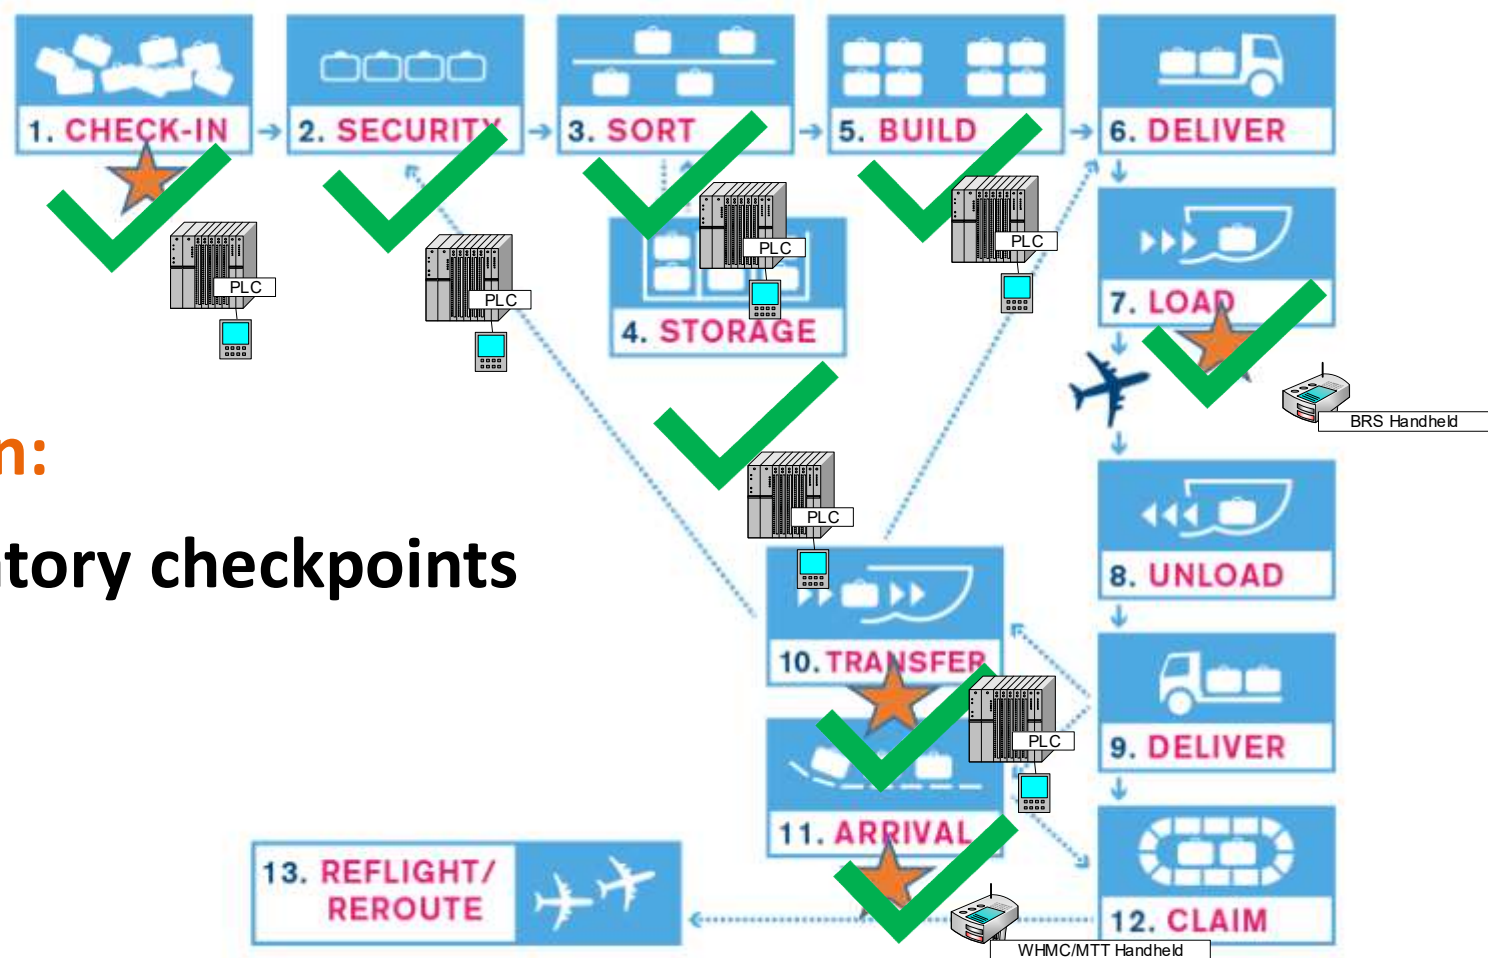 1. CHECK-IN
2. SECURITY
3. SORT
5. BUILD
6. DELIVER
PLC
PLC
PLC
PLC
4. STORAGE
7. LOAD
BRS Handheld
n:
tory checkpoints
PLC
8. UNLOAD
10. TRANSFER
PLC
9. DELIVER
11. ARRIVAL
13. REFLIGHT/
REROUTE
12. CLAIM
WHMC/MTT Handheld